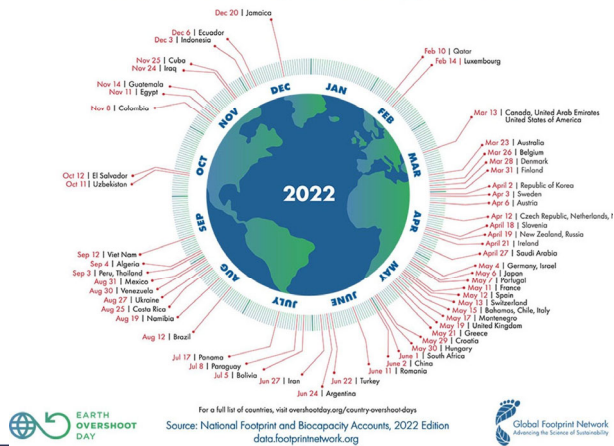 Dec 20 | Jamaica
Dec 6 | Ecuador
Dec 3 | Indonesia
Nov 25 | Cuba
Nov 24 | Iraq
Nov 14 | Guatemala
Nov 11 | Egypt
Nov 8 | Colombia
Oct 12 | El Salvador
Oct 11 | Uzbekistan
Sep 12 | Viet Nam
Sep 4 | Algeria
Sep 3 | Peru, Thailand
Aug 31 | Mexico
Aug 30 | Venezuela
Aug 27 | Ukraine
Aug 25 | Costa Rica
Aug 19 | Namibia
Aug 12 | Brazil
Jul 17 | Panama
Jul 8 | Paraguay
Jul 5 | Bolivia
Jun 27 | Iran
Jun 24 | Argentina
Jun 22 | Turkey
Feb 10 | Qatar
Feb 14 | Luxembourg
Mar 13 | Canada, United Arab Emirates
United States of America
Mar 23 | Australia
Mar 26 | Belgium
Mar 28 | Denmark
Mar 31 | Finland
April 2 | Republic of Korea
Apr 3 | Sweden
Apr 6 | Austria
Apr 12 | Czech Republic, Netherlands, N
April 18 | Slovenia
April 19 | New Zealand, Russia
April 21 | Ireland
April 27 | Saudi Arabia
May 4 | Germany, Israel
May 6 | Japan
May 7 | Portugal
May 11 | France
May 12 | Spain
May 13 | Switzerland
May 15 | Bahamas, Chile, Italy
May 17 | Montenegro
May 19 | United Kingdom
May 21 | Greece
May 29 | Croatia
May 30 | Hungary
June 1 | South Africa
June 2 | China
June 11 | Romania
JAN
FEB
MAR
APR
MAY
JUNE
JULY
AUG
SEP
OCT
NOV
DEC
2022
For a full list of countries, visit overshootday.org/country-overshoot-days
Source: National Footprint and Biocapacity Accounts, 2022 Edition
data.footprintnetwork.org
EARTH
OVERSHOOT
DAY
Global Footprint Network
Advancing the Science of Sustainability